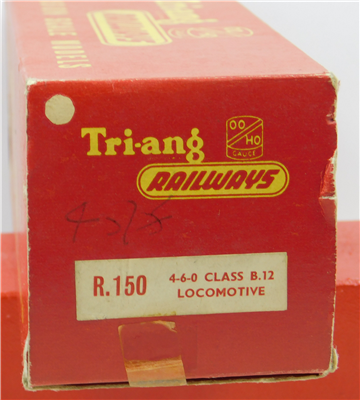 Tri-ang
OO
HO
GAUGE
RAILWAYS
R.150
4-6-0 CLASS B.12
LOCOMOTIVE